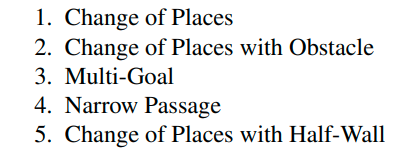 1. Change of Places
2. Change of Places with Obstacle
3. Multi-Goal
4. Narrow Passage
5. Change of Places with Half-Wall